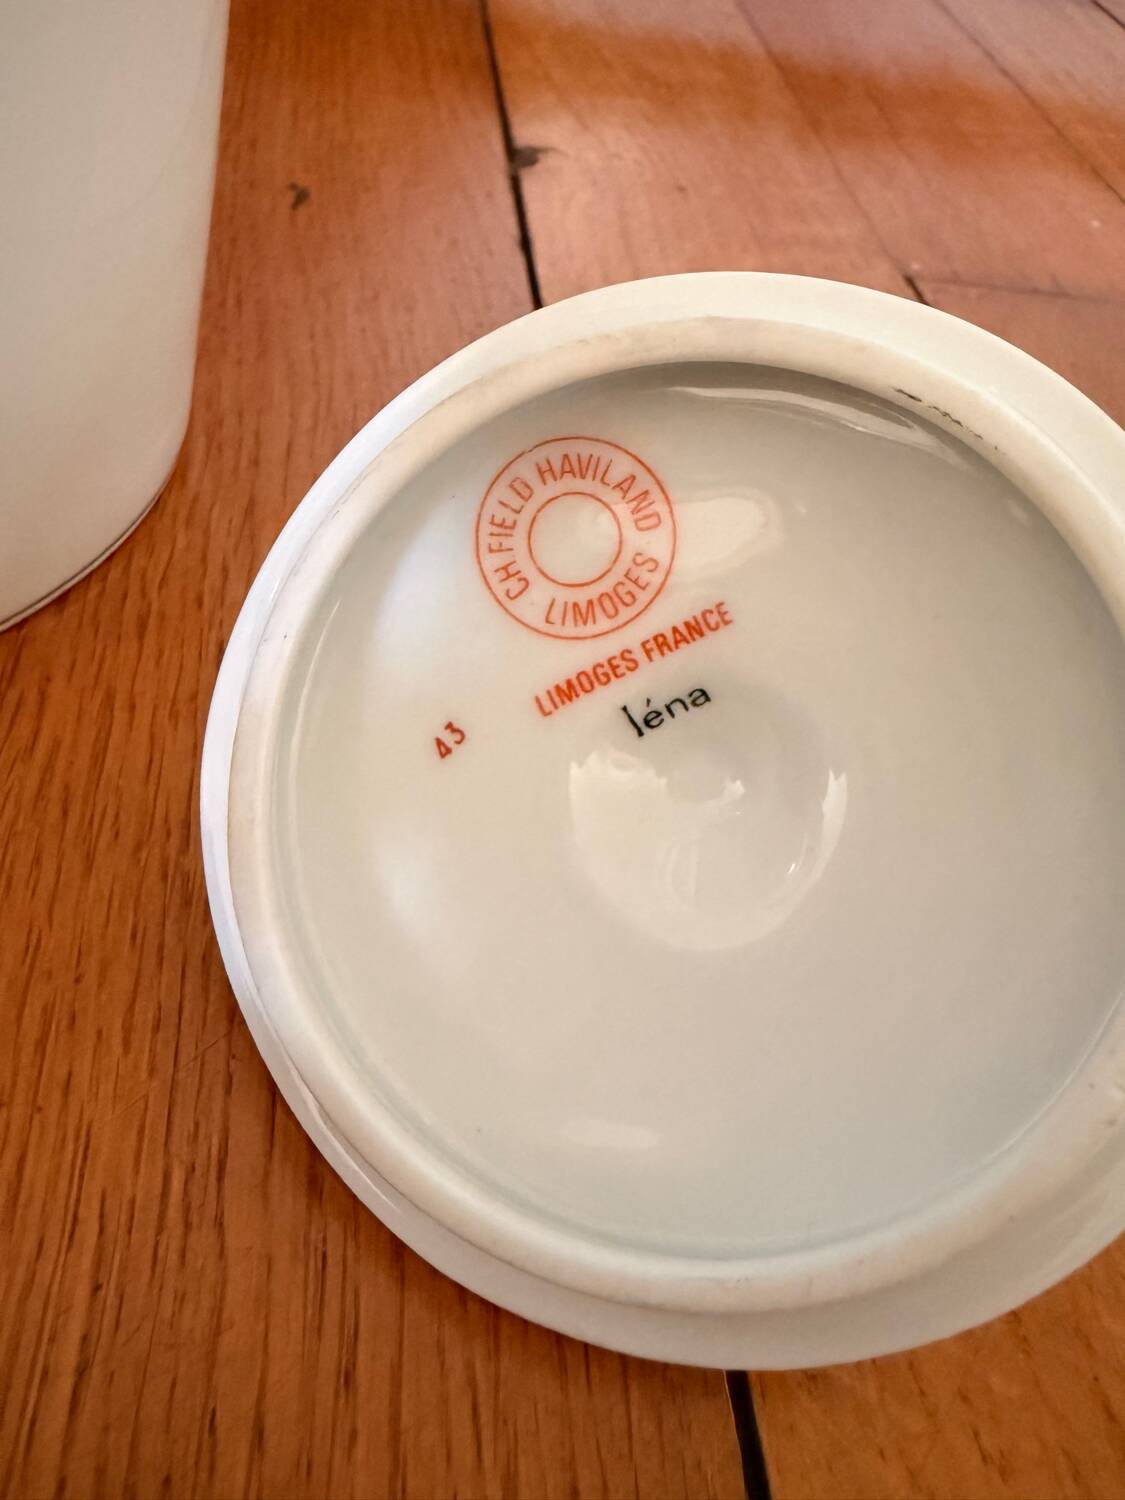 CH.FIELD HAVILAND
LIMOGES
LIMOGES FRANCE
Iéna
43